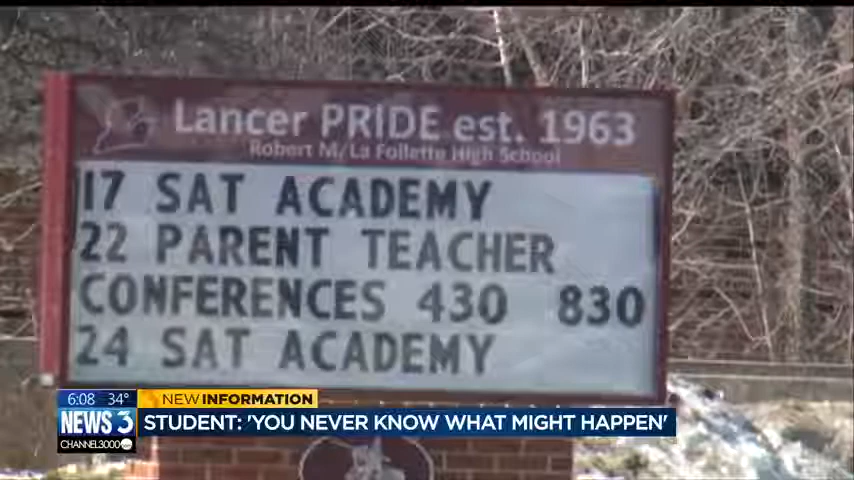 Lancer PRIDE est. 1963
Robert M. La Follette High School
17 SAT ACADEMY
22 PARENT TEACHER
CONFERENCES 430 830
24 SAT ACADEMY
6:08 34° NEW INFORMATION
NEWS 3 STUDENT: 'YOU NEVER KNOW WHAT MIGHT HAPPEN'
CHANNEL3000